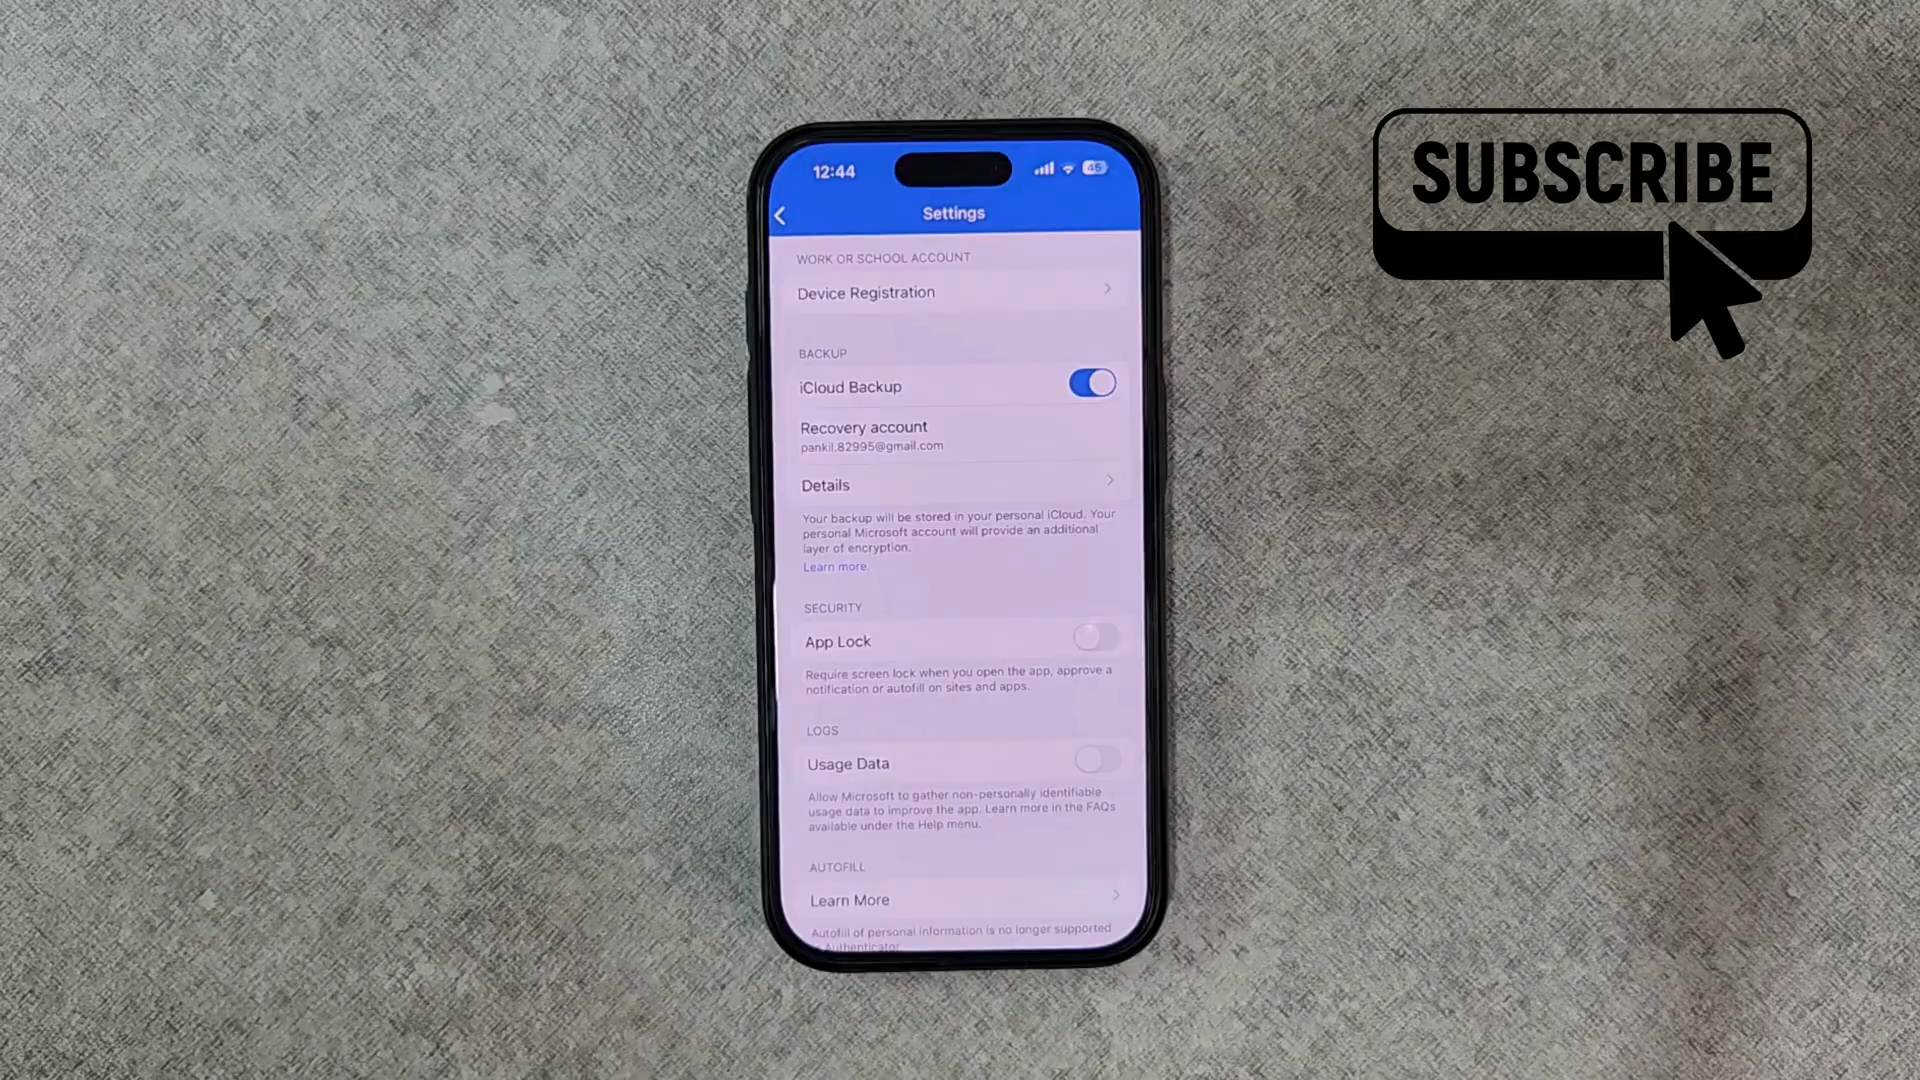 SUBSCRIBE
12:44
45
Settings
WORK OR SCHOOL ACCOUNT
Device Registration
BACKUP
iCloud Backup
Recovery account
pankil.82995@gmail.com
Details
Your backup will be stored in your personal iCloud. Your
personal Microsoft account will provide an additional
layer of encryption.
Learn more.
SECURITY
App Lock
Require screen lock when you open the app, approve a
notification or autofill on sites and apps.
LOGS
Usage Data
Allow Microsoft to gather non-personally identifiable
usage data to improve the app. Learn more in the FAQs
available under the Help menu.
AUTOFILL
Learn More
Autofill of personal information is no longer supported
Authenticator.